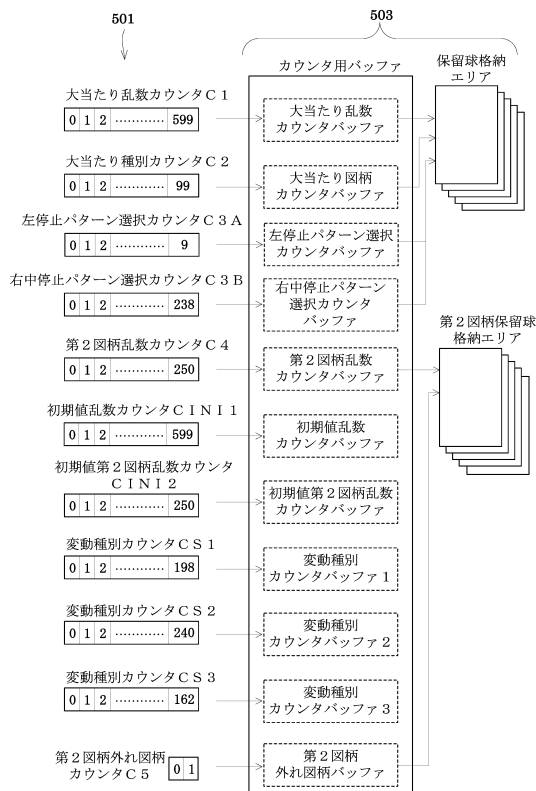 501
503
カウンタ用バッファ
保留球格納
エリア
大当たり乱数カウンタＣ１
0 1 2 ………… 599
大当たり乱数
カウンタバッファ
大当たり種別カウンタＣ２
0 1 2 ………… 99
大当たり図柄
カウンタバッファ
左停止パターン選択カウンタＣ３Ａ
0 1 2 ………… 9
左停止パターン選択
カウンタバッファ
右中停止パターン選択カウンタＣ３Ｂ
0 1 2 ………… 238
右中停止パターン
選択カウンタ
バッファ
第２図柄保留球
格納エリア
第２図柄乱数カウンタＣ４
0 1 2 ………… 250
第２図柄乱数
カウンタバッファ
初期値乱数カウンタＣＩＮＩ１
0 1 2 ………… 599
初期値乱数
カウンタバッファ
初期値第２図柄乱数カウンタ
ＣＩＮＩ２
0 1 2 ………… 250
初期値第２図柄乱数
カウンタバッファ
変動種別カウンタＣＳ１
0 1 2 ………… 198
変動種別
カウンタバッファ１
変動種別カウンタＣＳ２
0 1 2 ………… 240
変動種別
カウンタバッファ２
変動種別カウンタＣＳ３
0 1 2 ………… 162
変動種別
カウンタバッファ３
第２図柄外れ図柄
カウンタＣ５
0 1
第２図柄
外れ図柄バッファ